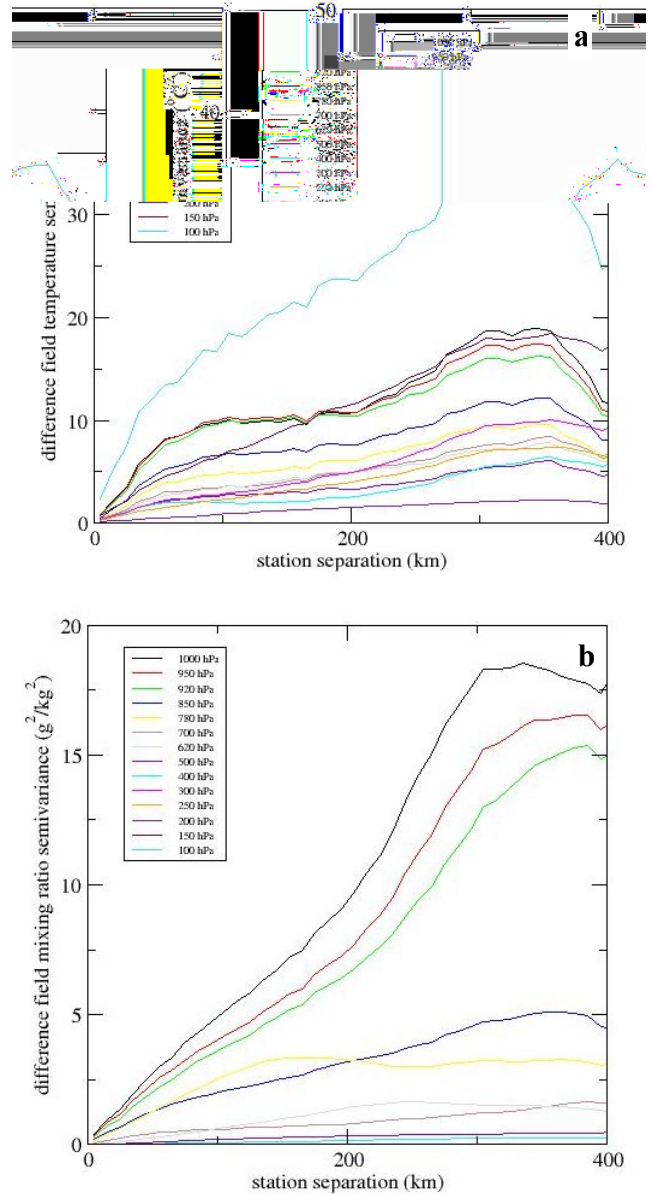 50
a
40
200 hPa
150 hPa
100 hPa
30
20
10
0
difference field temperature
0
200
400
station separation (km)
b
20
15
10
5
0
1000 hPa
950 hPa
920 hPa
850 hPa
780 hPa
700 hPa
620 hPa
500 hPa
400 hPa
300 hPa
250 hPa
200 hPa
150 hPa
100 hPa
difference field mixing ratio semivariance (g²/kg²)
0
200
400
station separation (km)